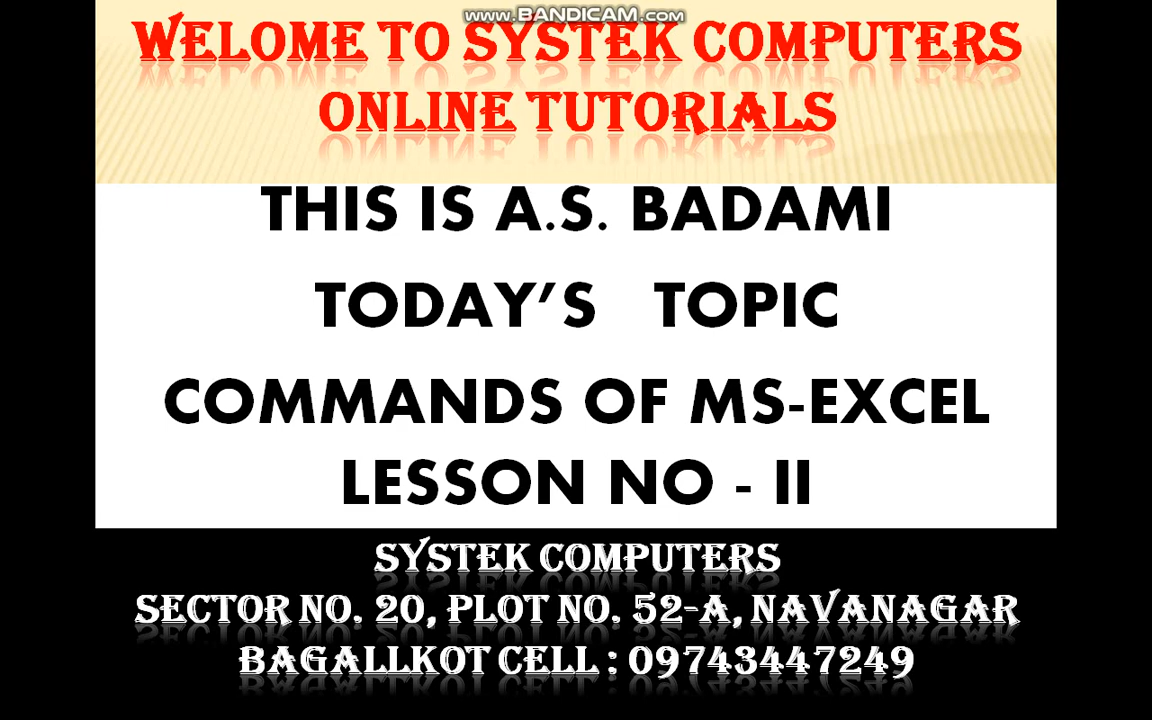 www.BANDICAM.com
WELOME TO SYSTEK COMPUTERS
ONLINE TUTORIALS
THIS IS A.S. BADAMI
TODAY’S TOPIC
COMMANDS OF MS-EXCEL
LESSON NO - II
SYSTEK COMPUTERS
SECTOR NO. 20, PLOT NO. 52-A, NAVANAGAR
BAGALLKOT CELL : 09743447249